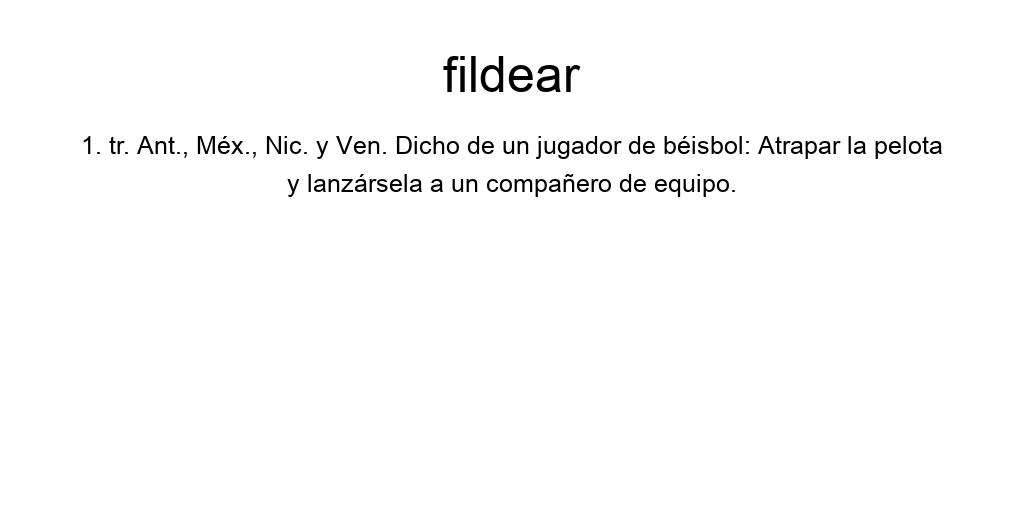 fildear
1. tr. Ant., Méx., Nic. y Ven. Dicho de un jugador de béisbol: Atrapar la pelota
y lanzársela a un compañero de equipo.